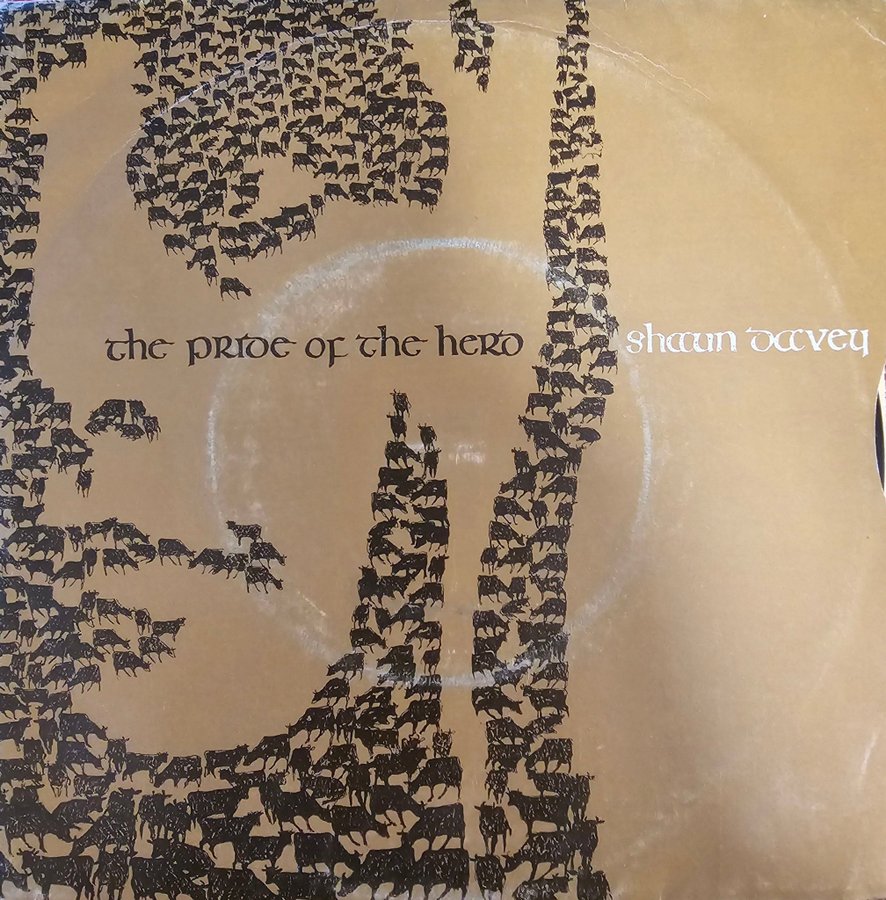 the pride of the herd
shaun davey